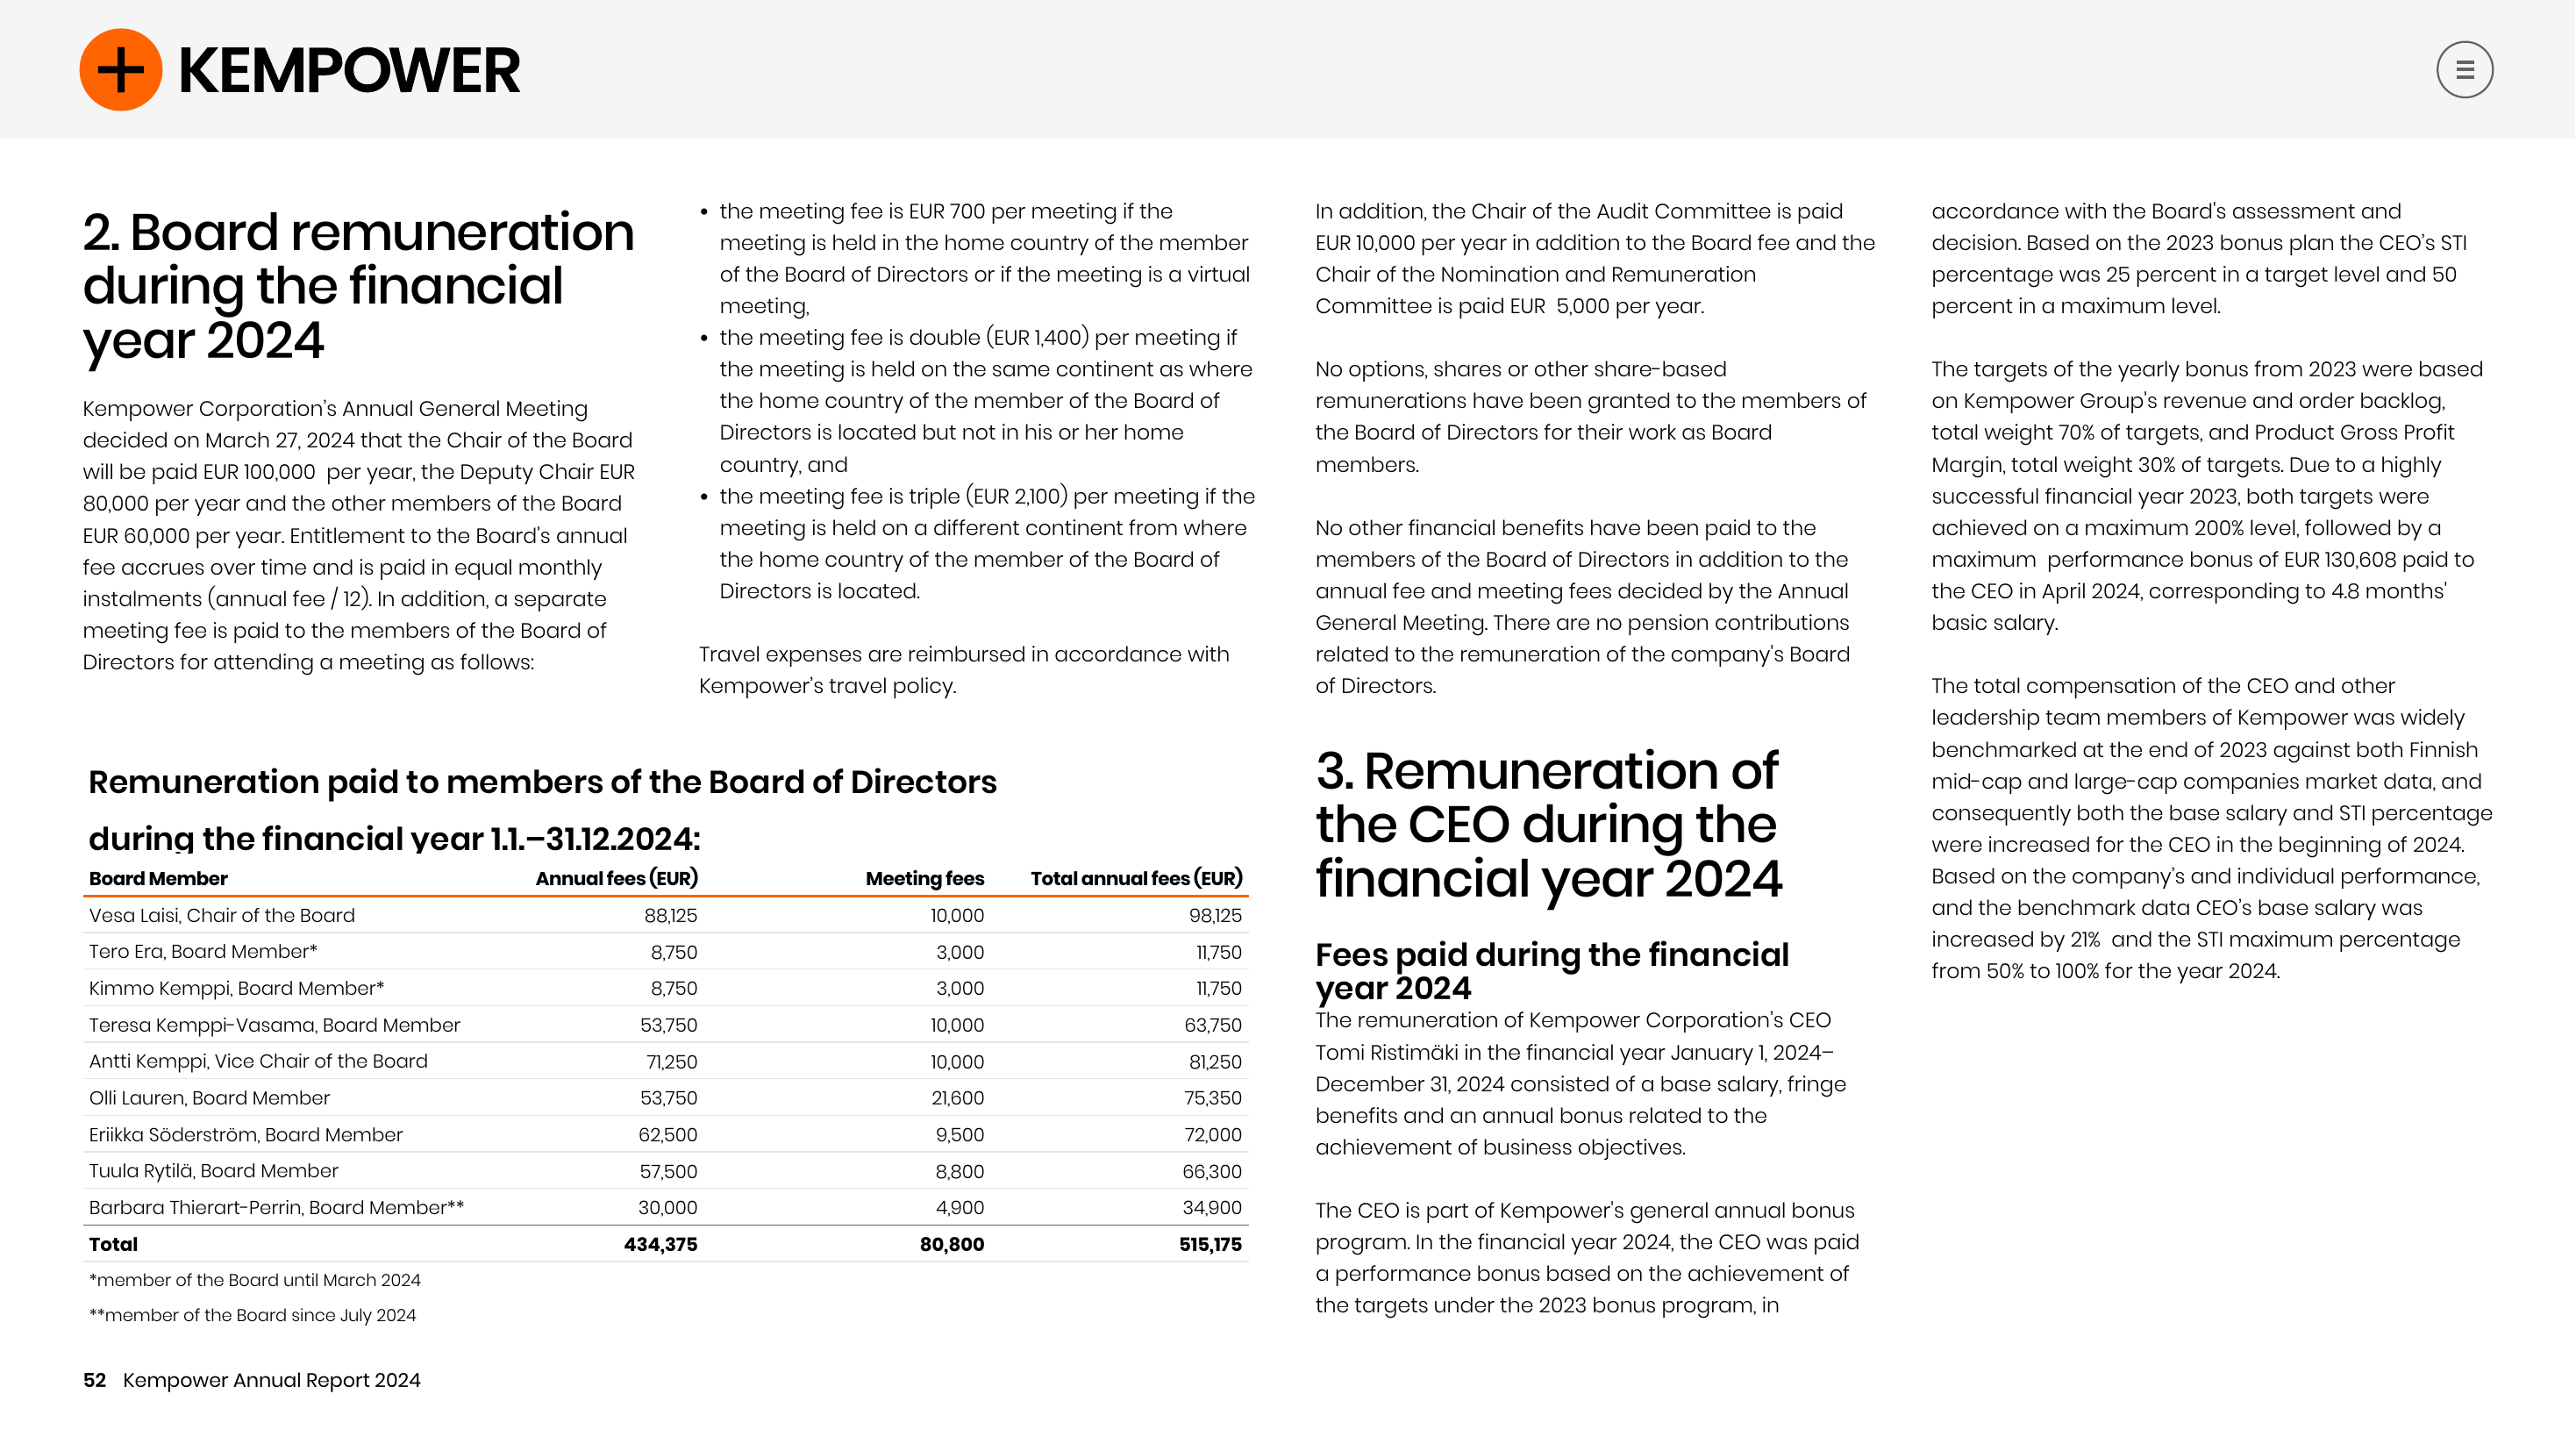 KEMPOWER
2. Board remuneration
during the financial
year 2024
Kempower Corporation’s Annual General Meeting
decided on March 27, 2024 that the Chair of the Board
will be paid EUR 100,000  per year, the Deputy Chair EUR
80,000 per year and the other members of the Board
EUR 60,000 per year. Entitlement to the Board's annual
fee accrues over time and is paid in equal monthly
instalments (annual fee / 12). In addition, a separate
meeting fee is paid to the members of the Board of
Directors for attending a meeting as follows:
• the meeting fee is EUR 700 per meeting if the
meeting is held in the home country of the member
of the Board of Directors or if the meeting is a virtual
meeting,
• the meeting fee is double (EUR 1,400) per meeting if
the meeting is held on the same continent as where
the home country of the member of the Board of
Directors is located but not in his or her home
country, and
• the meeting fee is triple (EUR 2,100) per meeting if the
meeting is held on a different continent from where
the home country of the member of the Board of
Directors is located.
Travel expenses are reimbursed in accordance with
Kempower’s travel policy.
Remuneration paid to members of the Board of Directors
during the financial year 1.1.–31.12.2024:
Board Member Annual fees (EUR) Meeting fees Total annual fees (EUR)
Vesa Laisi, Chair of the Board 88,125 10,000 98,125
Tero Era, Board Member* 8,750 3,000 11,750
Kimmo Kemppi, Board Member* 8,750 3,000 11,750
Teresa Kemppi-Vasama, Board Member 53,750 10,000 63,750
Antti Kemppi, Vice Chair of the Board 71,250 10,000 81,250
Olli Lauren, Board Member 53,750 21,600 75,350
Eriikka Söderström, Board Member 62,500 9,500 72,000
Tuula Rytilä, Board Member 57,500 8,800 66,300
Barbara Thierart-Perrin, Board Member** 30,000 4,900 34,900
Total 434,375 80,800 515,175
*member of the Board until March 2024
**member of the Board since July 2024
In addition, the Chair of the Audit Committee is paid
EUR 10,000 per year in addition to the Board fee and the
Chair of the Nomination and Remuneration
Committee is paid EUR  5,000 per year.
No options, shares or other share-based
remunerations have been granted to the members of
the Board of Directors for their work as Board
members.
No other financial benefits have been paid to the
members of the Board of Directors in addition to the
annual fee and meeting fees decided by the Annual
General Meeting. There are no pension contributions
related to the remuneration of the company's Board
of Directors.
3. Remuneration of
the CEO during the
financial year 2024
Fees paid during the financial
year 2024
The remuneration of Kempower Corporation’s CEO
Tomi Ristimäki in the financial year January 1, 2024–
December 31, 2024 consisted of a base salary, fringe
benefits and an annual bonus related to the
achievement of business objectives.
The CEO is part of Kempower's general annual bonus
program. In the financial year 2024, the CEO was paid
a performance bonus based on the achievement of
the targets under the 2023 bonus program, in
accordance with the Board's assessment and
decision. Based on the 2023 bonus plan the CEO’s STI
percentage was 25 percent in a target level and 50
percent in a maximum level.
The targets of the yearly bonus from 2023 were based
on Kempower Group's revenue and order backlog,
total weight 70% of targets, and Product Gross Profit
Margin, total weight 30% of targets. Due to a highly
successful financial year 2023, both targets were
achieved on a maximum 200% level, followed by a
maximum  performance bonus of EUR 130,608 paid to
the CEO in April 2024, corresponding to 4.8 months'
basic salary.
The total compensation of the CEO and other
leadership team members of Kempower was widely
benchmarked at the end of 2023 against both Finnish
mid-cap and large-cap companies market data, and
consequently both the base salary and STI percentage
were increased for the CEO in the beginning of 2024.
Based on the company’s and individual performance,
and the benchmark data CEO’s base salary was
increased by 21%  and the STI maximum percentage
from 50% to 100% for the year 2024.
52 Kempower Annual Report 2024